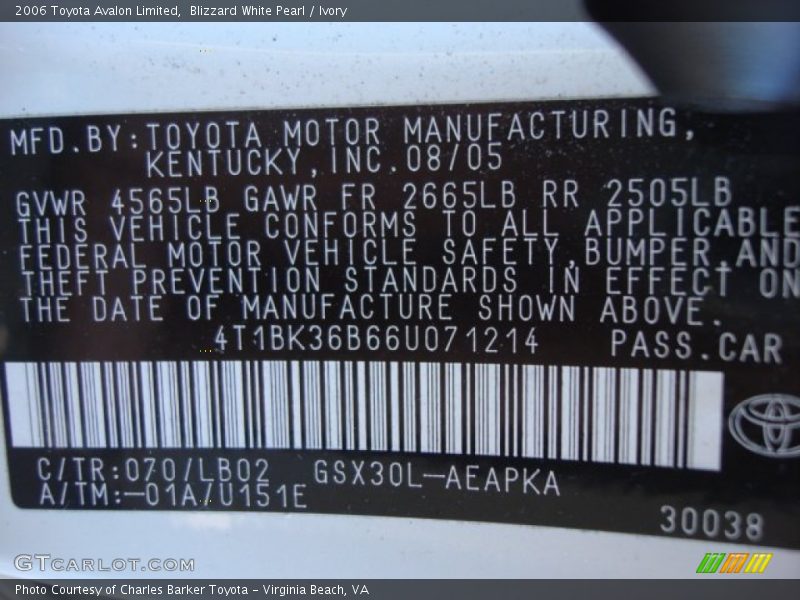 2006 Toyota Avalon Limited,  Blizzard White Pearl / Ivory
MFD.BY:TOYOTA MOTOR MANUFACTURING,
KENTUCKY,INC.08/05
GVWR 4565LB GAWR FR 2665LB RR 2505LB
THIS VEHICLE CONFORMS TO ALL APPLICABLE
FEDERAL MOTOR VEHICLE SAFETY,BUMPER,AND
THEFT PREVENTION STANDARDS IN EFFECT ON
THE DATE OF MANUFACTURE SHOWN ABOVE.
4T1BK36B66U071214 PASS.CAR
C/TR:070/LB02 GSX30L-AEAPKA
A/TM:-01A/U151E
30038
GTCARLOT.COM
Photo Courtesy of Charles Barker Toyota - Virginia Beach, VA